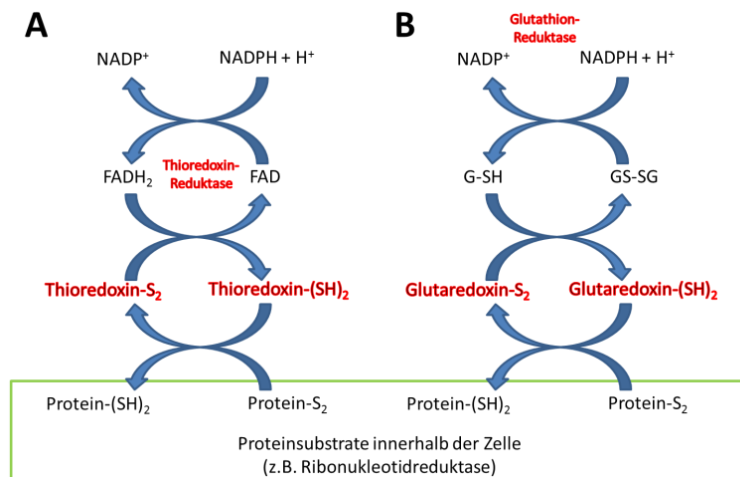 A
NADP⁺
NADPH + H⁺
FADH₂
Thioredoxin-
Reduktase
FAD
Thioredoxin-S₂
Thioredoxin-(SH)₂
Protein-(SH)₂
Protein-S₂
B
Glutathion-
Reduktase
NADP⁺
NADPH + H⁺
G-SH
GS-SG
Glutaredoxin-S₂
Glutaredoxin-(SH)₂
Protein-(SH)₂
Protein-S₂
Proteinsubstrate innerhalb der Zelle
(z.B. Ribonukleotidreduktase)